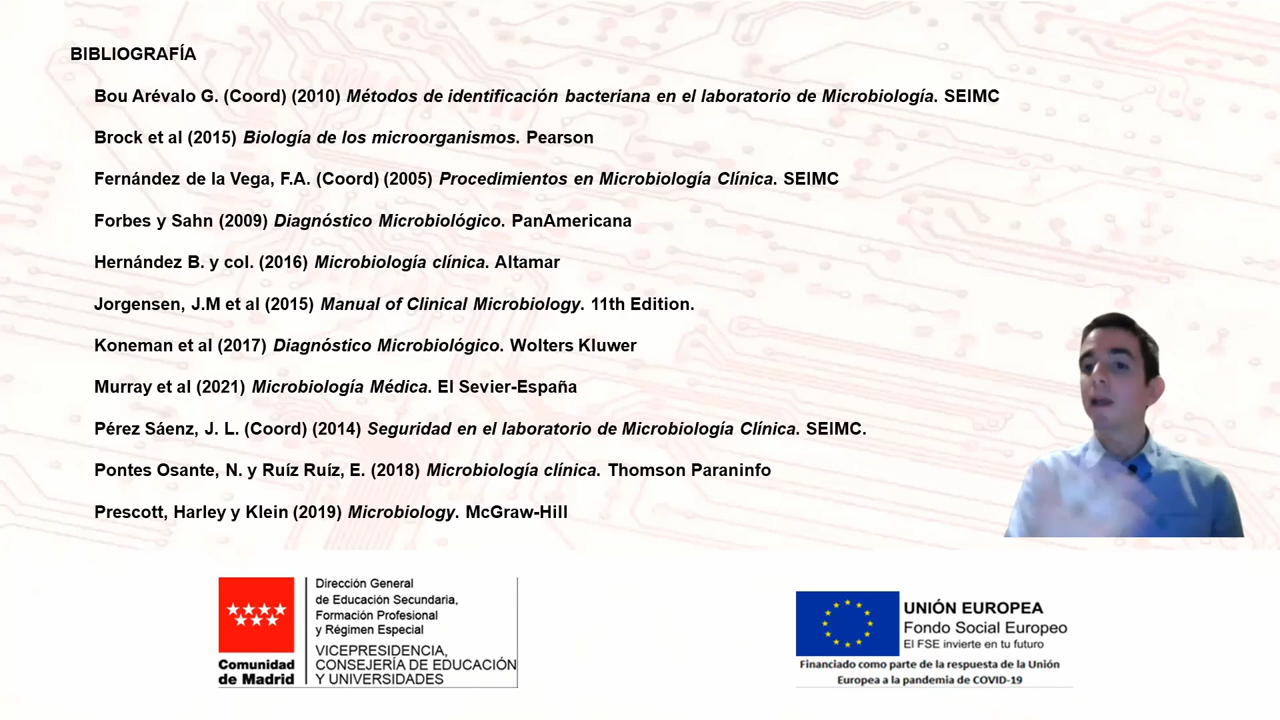 BIBLIOGRAFÍA
Bou Arévalo G. (Coord) (2010) Métodos de identificación bacteriana en el laboratorio de Microbiología. SEIMC
Brock et al (2015) Biología de los microorganismos. Pearson
Fernández de la Vega, F.A. (Coord) (2005) Procedimientos en Microbiología Clínica. SEIMC
Forbes y Sahn (2009) Diagnóstico Microbiológico. PanAmericana
Hernández B. y col. (2016) Microbiología clínica. Altamar
Jorgensen, J.M et al (2015) Manual of Clinical Microbiology. 11th Edition.
Koneman et al (2017) Diagnóstico Microbiológico. Wolters Kluwer
Murray et al (2021) Microbiología Médica. El Sevier-España
Pérez Sáenz, J. L. (Coord) (2014) Seguridad en el laboratorio de Microbiología Clínica. SEIMC.
Pontes Osante, N. y Ruíz Ruíz, E. (2018) Microbiología clínica. Thomson Paraninfo
Prescott, Harley y Klein (2019) Microbiology. McGraw-Hill
Comunidad
de Madrid
Dirección General
de Educación Secundaria,
Formación Profesional
y Régimen Especial
VICEPRESIDENCIA,
CONSEJERÍA DE EDUCACIÓN
Y UNIVERSIDADES
UNIÓN EUROPEA
Fondo Social Europeo
El FSE invierte en tu futuro
Financiado como parte de la respuesta de la Unión
Europea a la pandemia de COVID-19